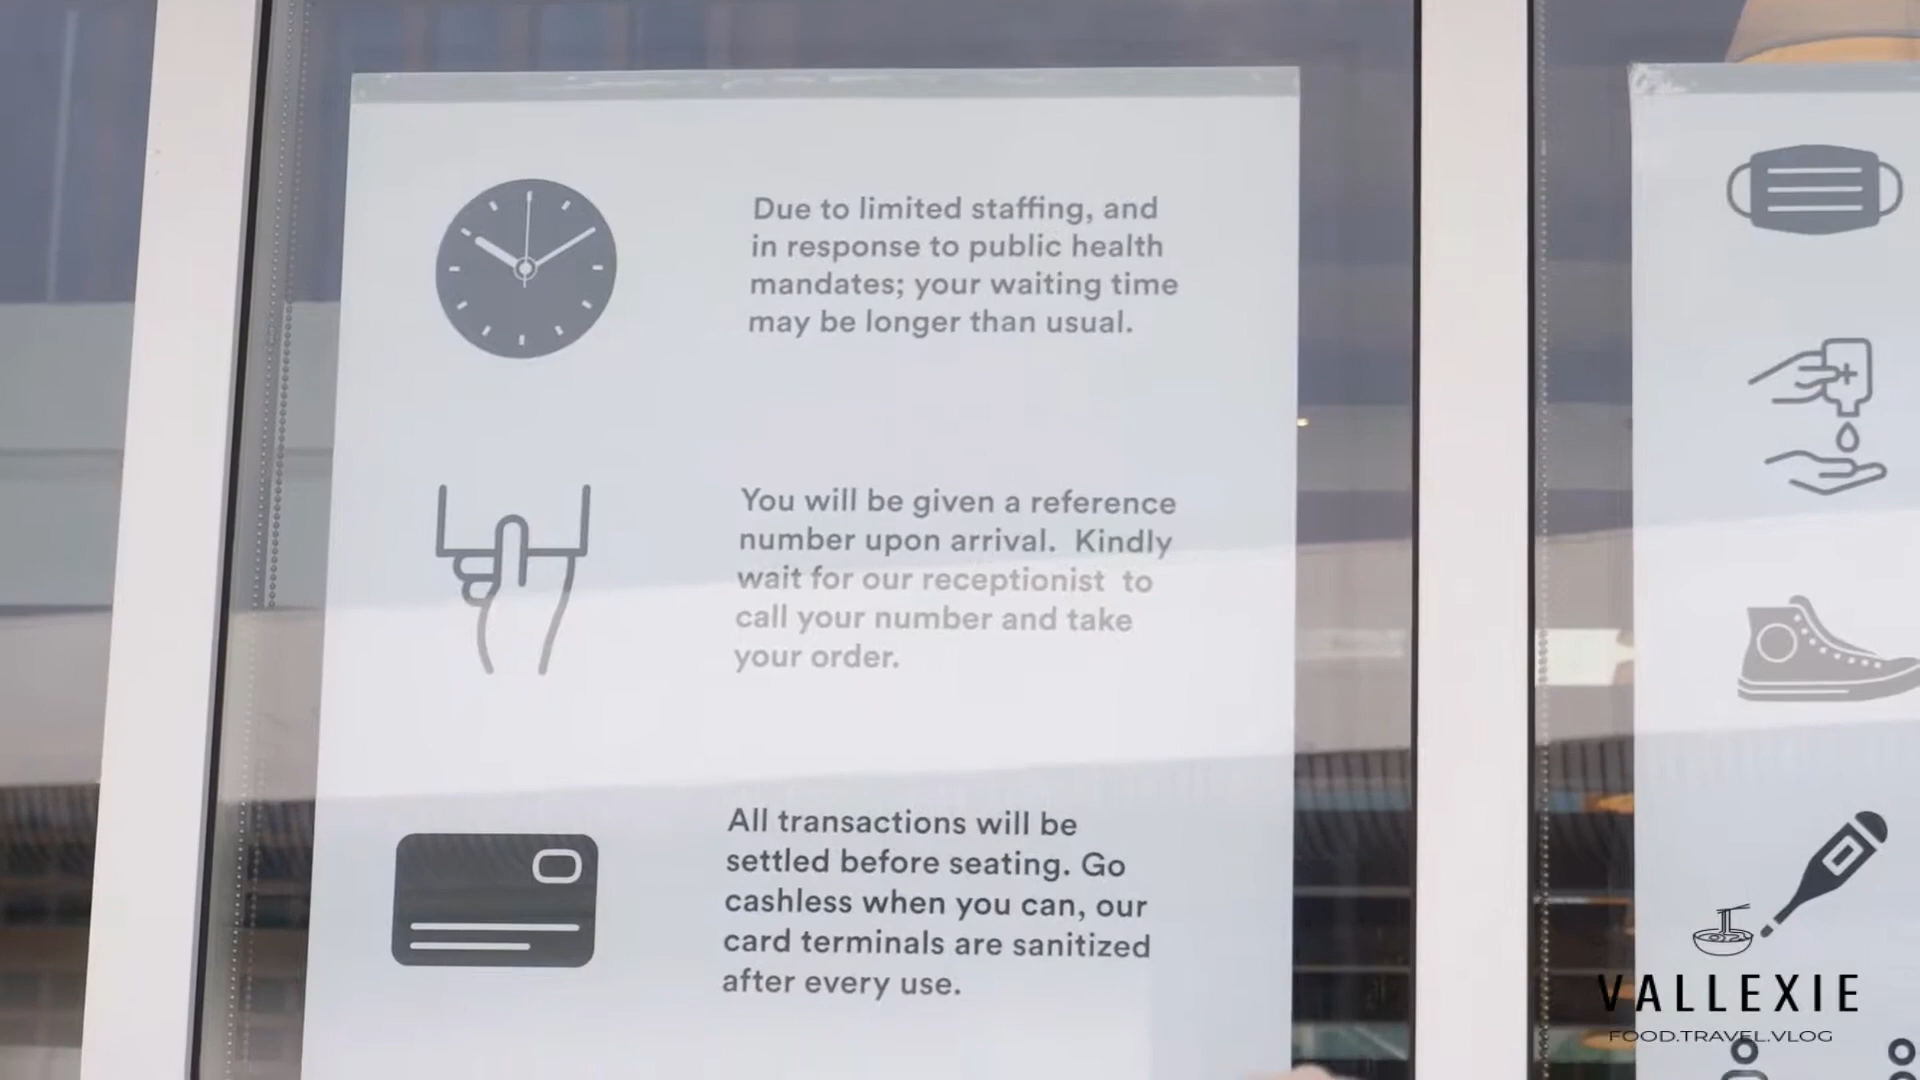 Due to limited staffing, and
in response to public health
mandates; your waiting time
may be longer than usual.
You will be given a reference
number upon arrival. Kindly
wait for our receptionist to
call your number and take
your order.
All transactions will be
settled before seating. Go
cashless when you can, our
card terminals are sanitized
after every use.
VALLEXIE
FOOD.TRAVEL.VLOG